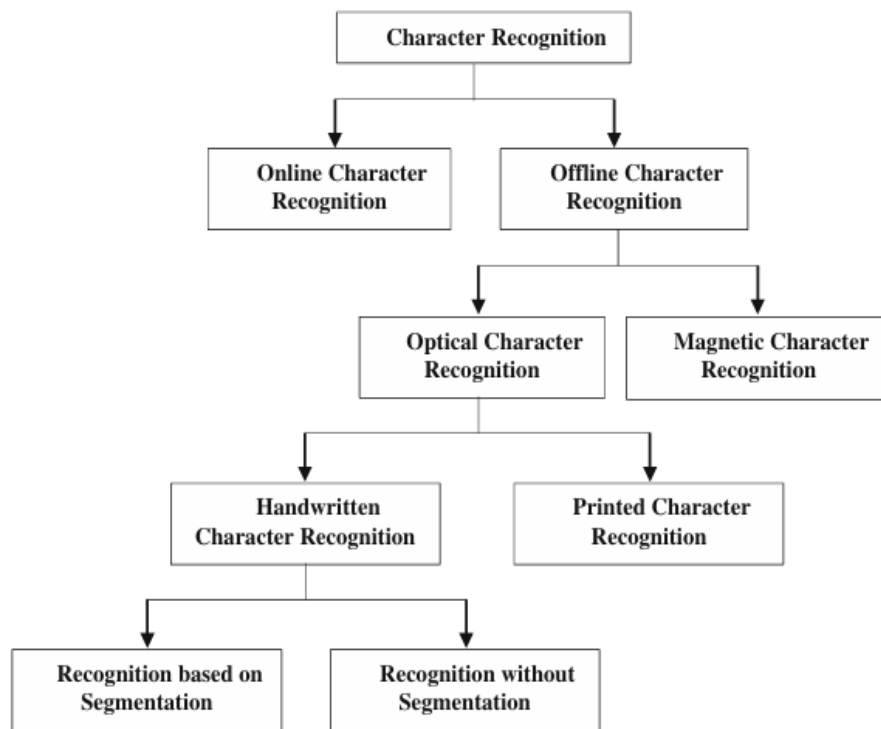 Character Recognition
Online Character
Recognition
Offline Character
Recognition
Optical Character
Recognition
Magnetic Character
Recognition
Handwritten
Character Recognition
Printed Character
Recognition
Recognition based on
Segmentation
Recognition without
Segmentation